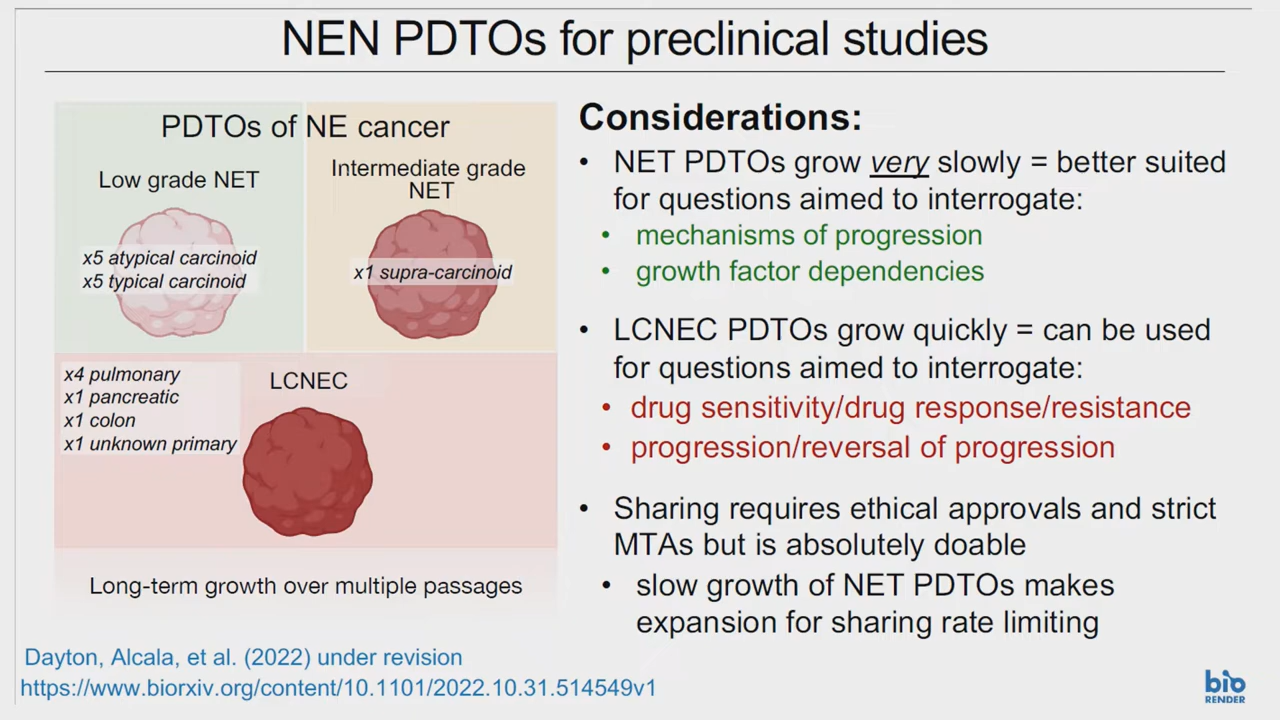 NEN PDTOs for preclinical studies
PDTOs of NE cancer
Low grade NET
x5 atypical carcinoid
x5 typical carcinoid
Intermediate grade
NET
x1 supra-carcinoid
x4 pulmonary
x1 pancreatic
x1 colon
x1 unknown primary
LCNEC
Long-term growth over multiple passages
Considerations:
• NET PDTOs grow very slowly = better suited
for questions aimed to interrogate:
• mechanisms of progression
• growth factor dependencies
• LCNEC PDTOs grow quickly = can be used
for questions aimed to interrogate:
• drug sensitivity/drug response/resistance
• progression/reversal of progression
• Sharing requires ethical approvals and strict
MTAs but is absolutely doable
• slow growth of NET PDTOs makes
expansion for sharing rate limiting
Dayton, Alcala, et al. (2022) under revision
https://www.biorxiv.org/content/10.1101/2022.10.31.514549v1
bio
RENDER